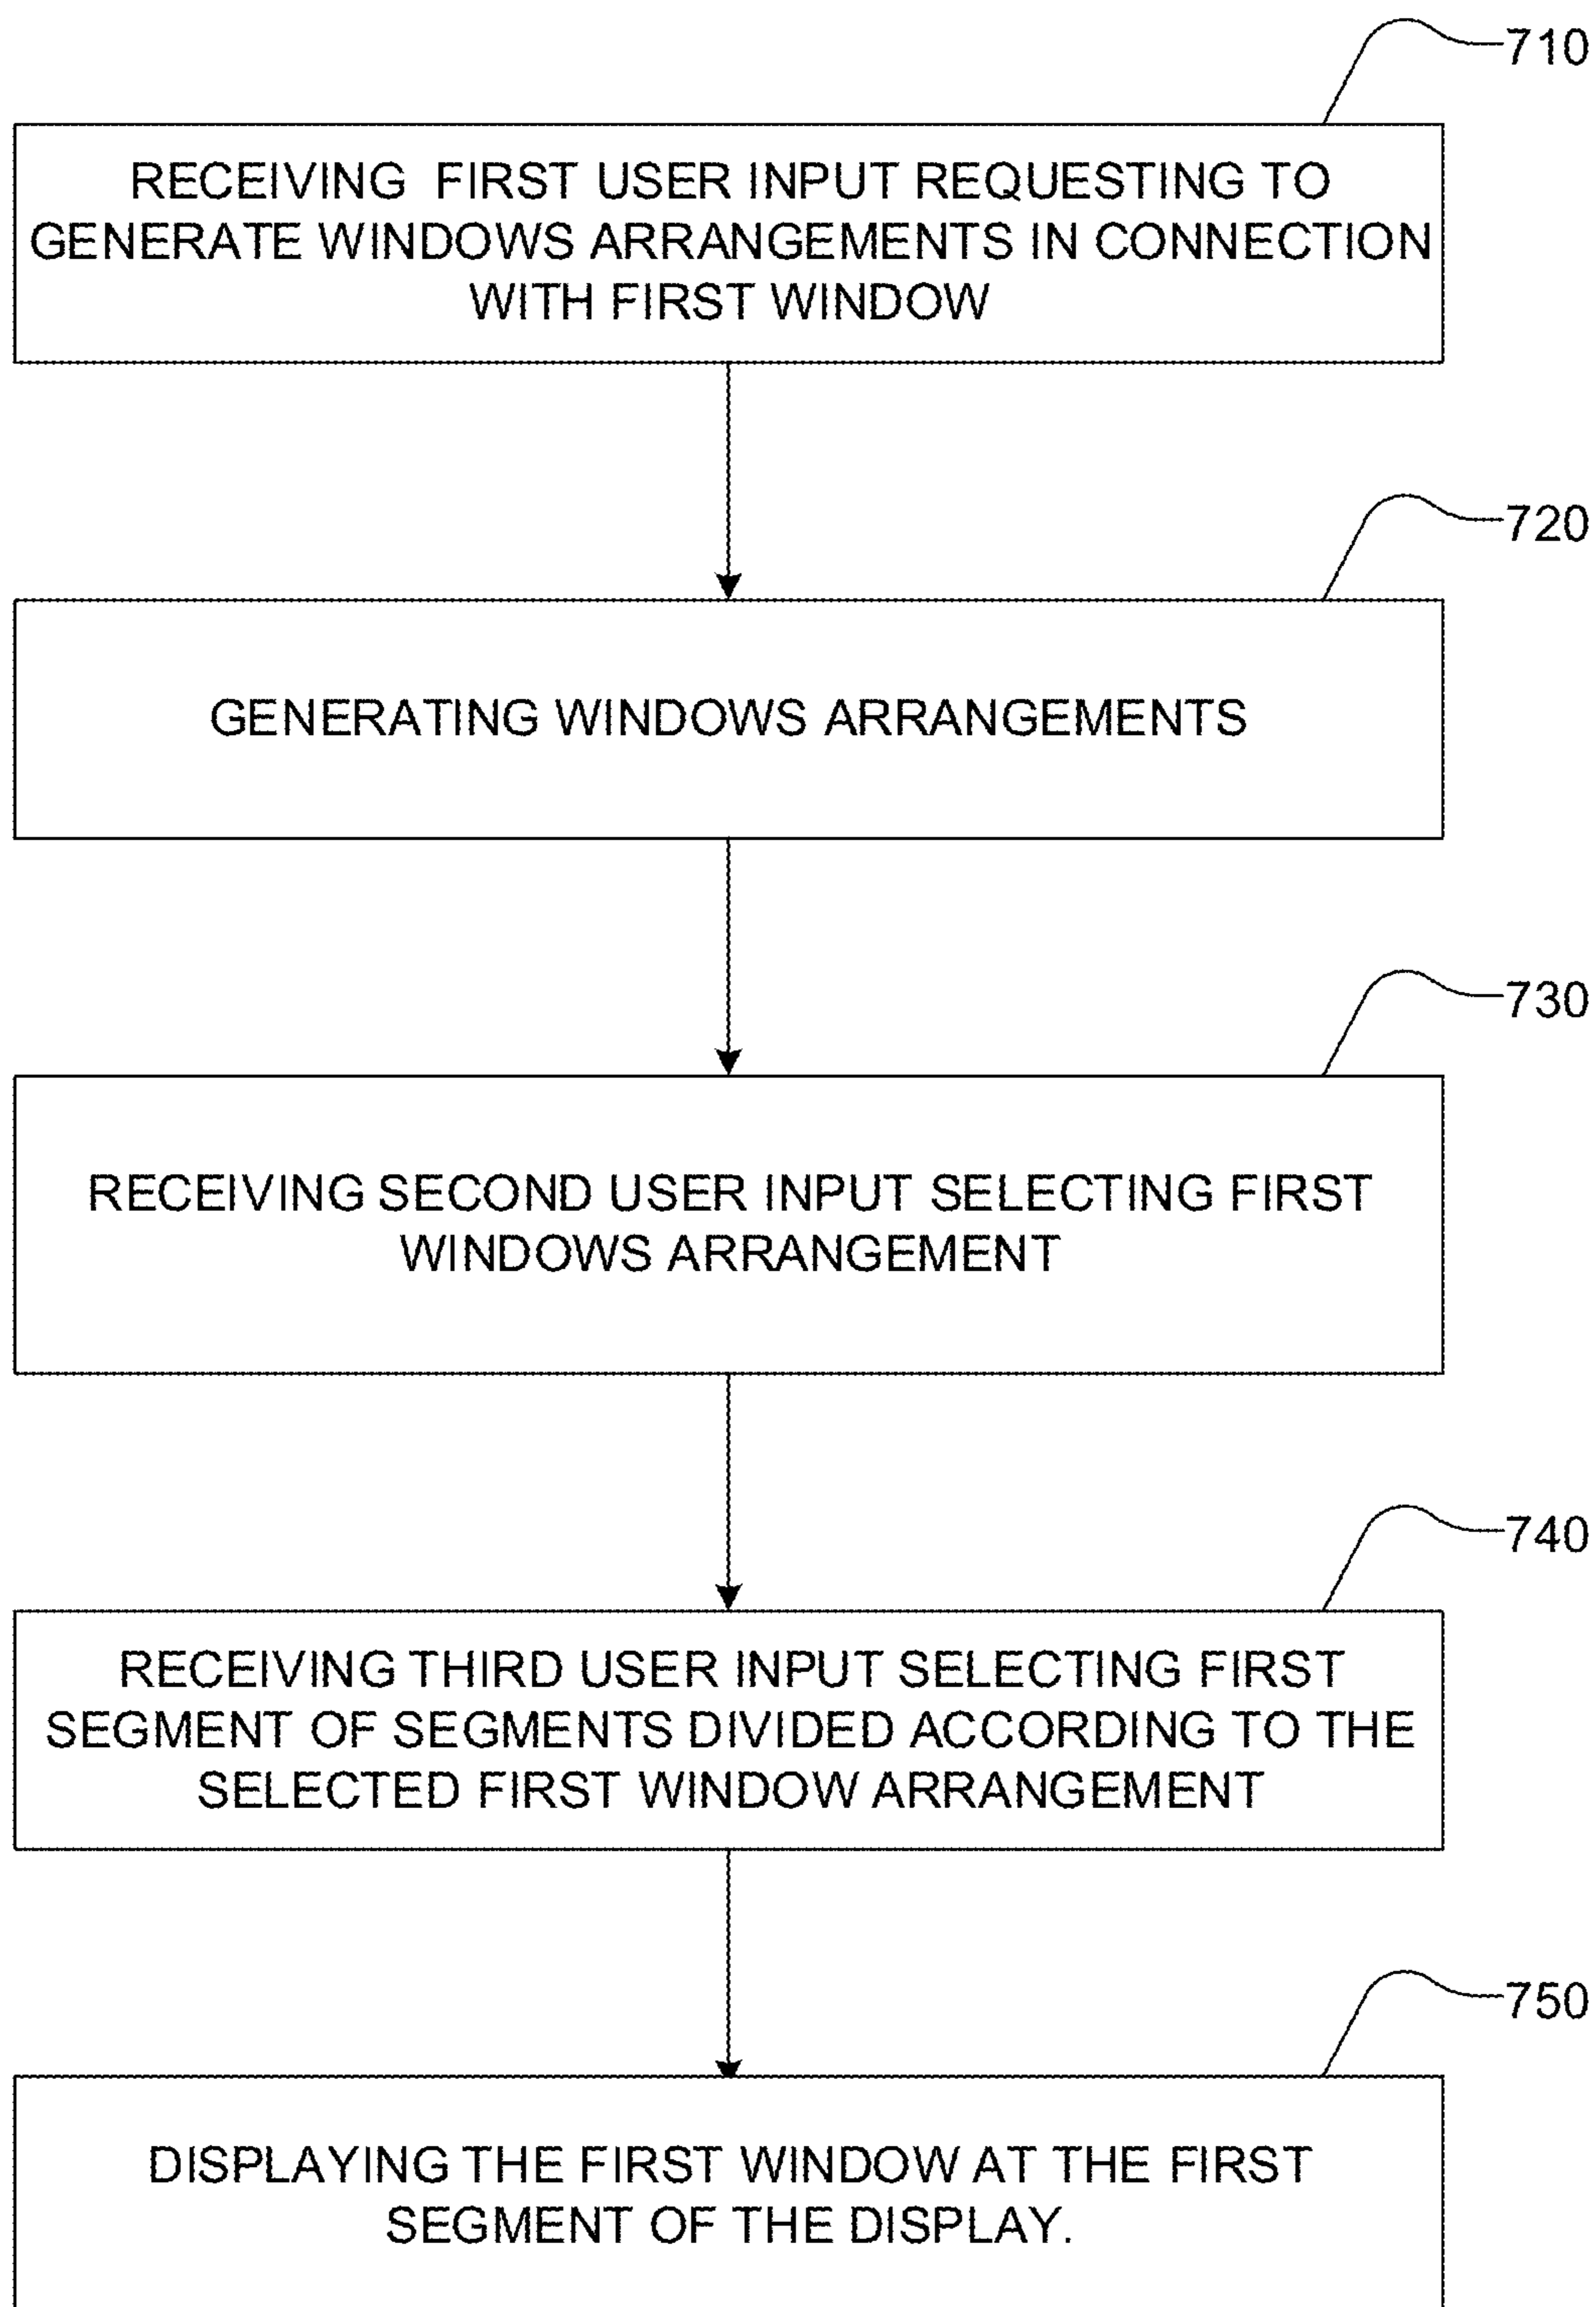 710
RECEIVING FIRST USER INPUT REQUESTING TO
GENERATE WINDOWS ARRANGEMENTS IN CONNECTION
WITH FIRST WINDOW
720
GENERATING WINDOWS ARRANGEMENTS
730
RECEIVING SECOND USER INPUT SELECTING FIRST
WINDOWS ARRANGEMENT
740
RECEIVING THIRD USER INPUT SELECTING FIRST
SEGMENT OF SEGMENTS DIVIDED ACCORDING TO THE
SELECTED FIRST WINDOW ARRANGEMENT
750
DISPLAYING THE FIRST WINDOW AT THE FIRST
SEGMENT OF THE DISPLAY.